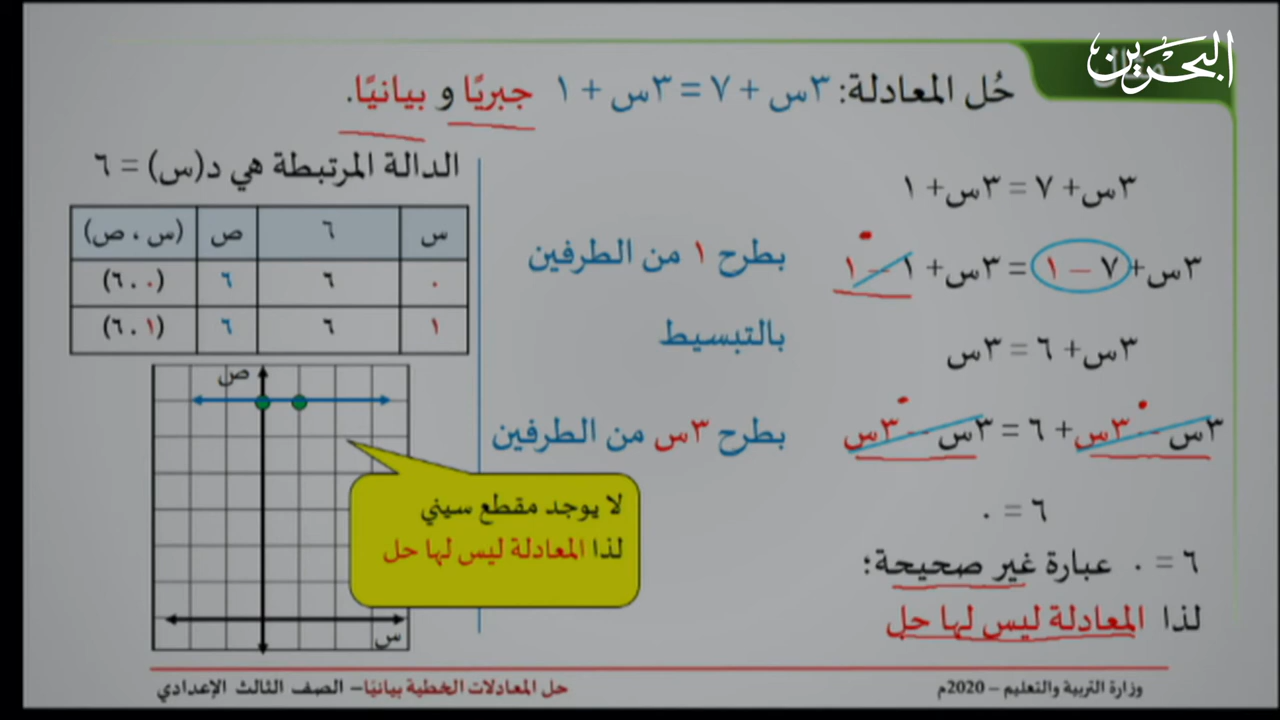 البحرين
مثال
حُل المعادلة: ٣س + ٧ = ٣س + ١ جبريًا و بيانيًا.
٣س+ ٧ = ٣س+ ١
٣س+ ٧ – ١ = ٣س+ ١ – ١ بطرح ١ من الطرفين
٣س+ ٦ = ٣س بالتبسيط
٣س – ٣س+ ٦ = ٣س – ٣س بطرح ٣س من الطرفين
٦ = ٠
٦ = ٠ عبارة غير صحيحة؛
لذا المعادلة ليس لها حل
الدالة المرتبطة هي د(س) = ٦
س ٦ ص (س ، ص)
٠ ٦ ٦ (٠ ، ٦)
١ ٦ ٦ (١ ، ٦)
ص
س
لا يوجد مقطع سيني
لذا المعادلة ليس لها حل
وزارة التربية والتعليم – 2020م
حل المعادلات الخطية بيانيًا– الصف الثالث الإعدادي